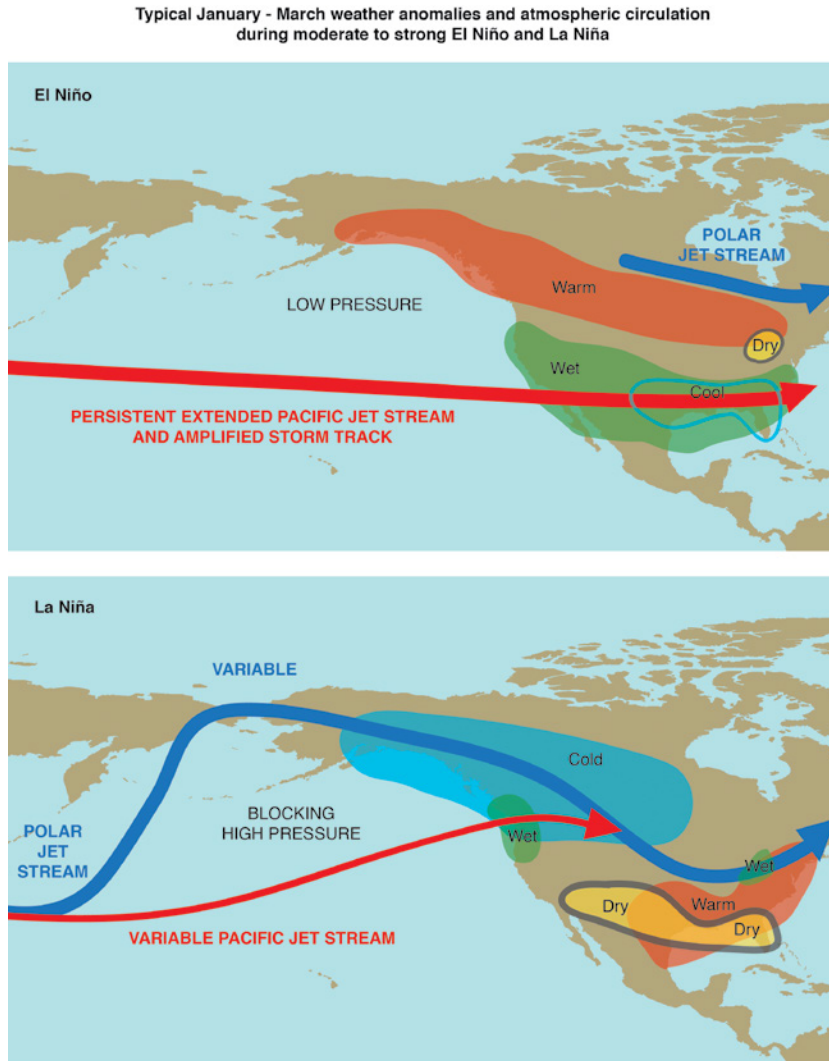 Typical January - March weather anomalies and atmospheric circulation
during moderate to strong El Niño and La Niña
El Niño
POLAR
JET STREAM
Warm
LOW PRESSURE
Dry
Wet
Cool
PERSISTENT EXTENDED PACIFIC JET STREAM
AND AMPLIFIED STORM TRACK
La Niña
VARIABLE
Cold
BLOCKING
HIGH PRESSURE
POLAR
JET
STREAM
Wet
Wet
Dry
Warm
Dry
VARIABLE PACIFIC JET STREAM